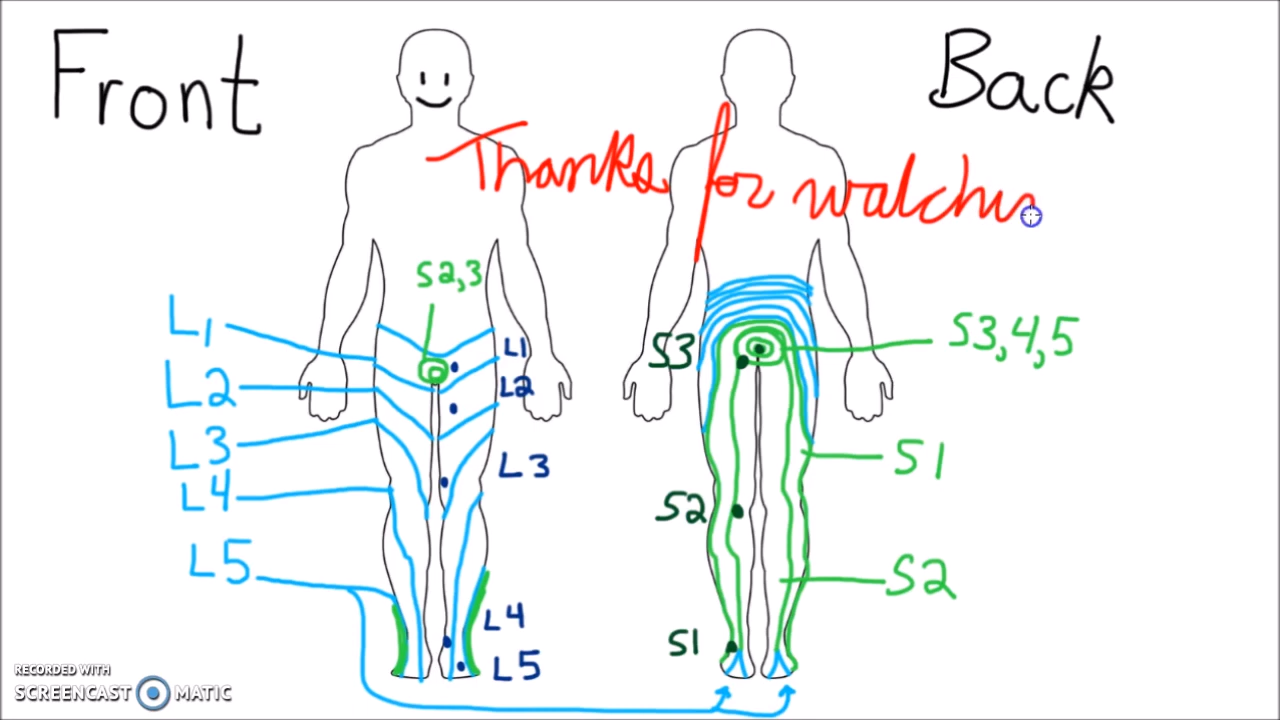 Front
Back
Thanks for watchin
S2,3
L1
L2
L3
L4
L5
L1
L2
L3
L4
L5
S3
S2
S1
S3,4,5
S1
S2
RECORDED WITH
SCREENCAST MATIC